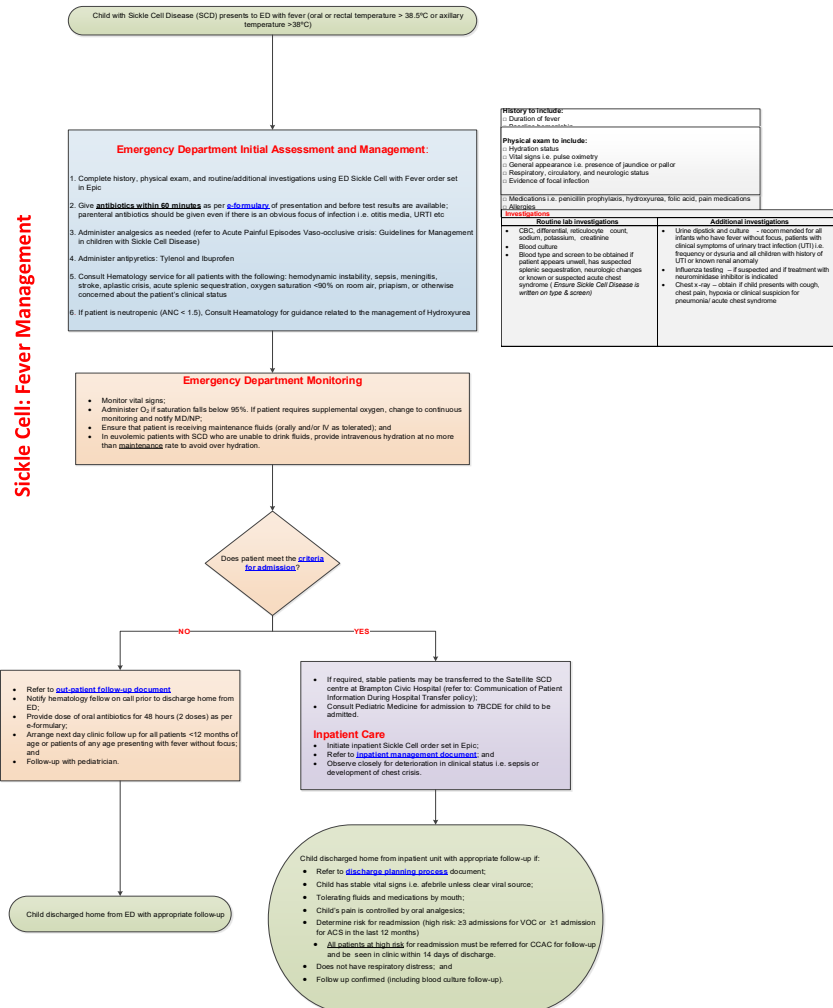 Child with Sickle Cell Disease (SCD) presents to ED with fever (oral or rectal temperature > 38.5ºC or axillary
temperature >38ºC)
Sickle Cell: Fever Management
Emergency Department Initial Assessment and Management:
1. Complete history, physical exam, and routine/additional investigations using ED Sickle Cell with Fever order set
in Epic
2. Give antibiotics within 60 minutes as per e-formulary of presentation and before test results are available;
parenteral antibiotics should be given even if there is an obvious focus of infection i.e. otitis media, URTI etc
3. Administer analgesics as needed (refer to Acute Painful Episodes Vaso-occlusive crisis: Guidelines for Management
in children with Sickle Cell Disease)
4. Administer antipyretics: Tylenol and Ibuprofen
5. Consult Hematology service for all patients with the following: hemodynamic instability, sepsis, meningitis,
stroke, aplastic crisis, acute splenic sequestration, oxygen saturation <90% on room air, priapism, or otherwise
concerned about the patient's clinical status
6. If patient is neutropenic (ANC < 1.5), Consult Heamatology for guidance related to the management of Hydroxyurea
History to include:
□ Duration of fever
Physical exam to include:
□ Hydration status
□ Vital signs i.e. pulse oximetry
□ General appearance i.e. presence of jaundice or pallor
□ Respiratory, circulatory, and neurologic status
□ Evidence of focal infection
□ Medications i.e. penicillin prophylaxis, hydroxyurea, folic acid, pain medications
□ Allergies
Investigations
Routine lab investigations
• CBC, differential, reticulocyte count,
sodium, potassium, creatinine
• Blood culture
• Blood type and screen to be obtained if
patient appears unwell, has suspected
splenic sequestration, neurologic changes
or known or suspected acute chest
syndrome ( Ensure Sickle Cell Disease is
written on type & screen)
Additional investigations
• Urine dipstick and culture - recommended for all
infants who have fever without focus, patients with
clinical symptoms of urinary tract infection (UTI) i.e.
frequency or dysuria and all children with history of
UTI or known renal anomaly
• Influenza testing – if suspected and if treatment with
neurominidase inhibitor is indicated
• Chest x-ray – obtain if child presents with cough,
chest pain, hypoxia or clinical suspicion for
pneumonia/ acute chest syndrome
Emergency Department Monitoring
• Monitor vital signs;
• Administer O2 if saturation falls below 95%. If patient requires supplemental oxygen, change to continuous
monitoring and notify MD/NP;
• Ensure that patient is receiving maintenance fluids (orally and/or IV as tolerated); and
• In euvolemic patients with SCD who are unable to drink fluids, provide intravenous hydration at no more
than maintenance rate to avoid over hydration.
Does patient meet the criteria
for admission?
NO
YES
• Refer to out-patient follow-up document
• Notify hematology fellow on call prior to discharge home from
ED;
• Provide dose of oral antibiotics for 48 hours (2 doses) as per
e-formulary;
• Arrange next day clinic follow up for all patients <12 months of
age or patients of any age presenting with fever without focus;
and
• Follow-up with pediatrician.
• If required, stable patients may be transferred to the Satellite SCD
centre at Brampton Civic Hospital (refer to: Communication of Patient
Information During Hospital Transfer policy);
• Consult Pediatric Medicine for admission to 7BCDE for child to be
admitted.
Inpatient Care
• Initiate inpatient Sickle Cell order set in Epic;
• Refer to inpatient management document; and
• Observe closely for deterioration in clinical status i.e. sepsis or
development of chest crisis.
Child discharged home from ED with appropriate follow-up
Child discharged home from inpatient unit with appropriate follow-up if:
• Refer to discharge planning process document;
• Child has stable vital signs i.e. afebrile unless clear viral source;
• Tolerating fluids and medications by mouth;
• Child's pain is controlled by oral analgesics;
• Determine risk for readmission (high risk: ≥3 admissions for VOC or ≥1 admission
for ACS in the last 12 months)
• All patients at high risk for readmission must be referred for CCAC for follow-up
and be seen in clinic within 14 days of discharge.
• Does not have respiratory distress; and
• Follow up confirmed (including blood culture follow-up).